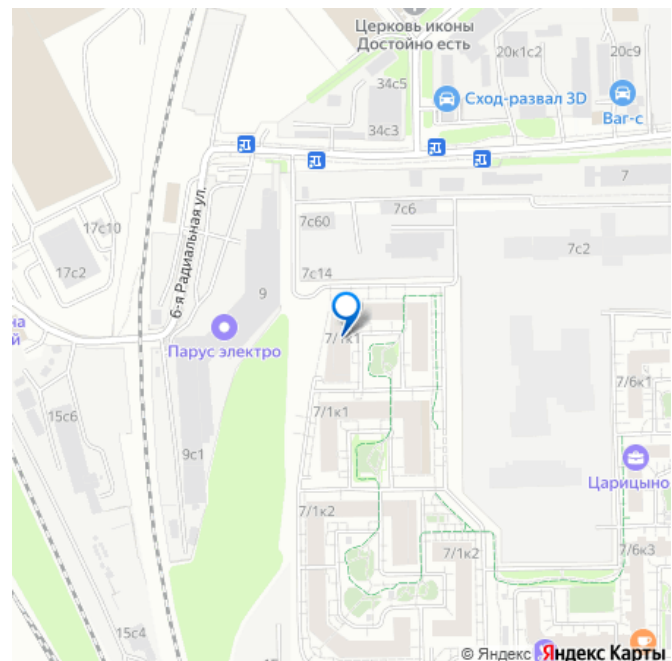 Церковь иконы
Достойно есть
20к1с2
20с9
34с5
Сход-развал 3D
Ваг-с
34с3
7
6-я Радиальная ул.
17с10
7с60
7с6
7с2
17с2
7с14
9
на
й
Парус электро
7/1к1
7/6к1
15с6
7/1к1
9с1
Царицыно
7/1к2
7/1к2
7/6к3
15с4
© Яндекс Яндекс Карты